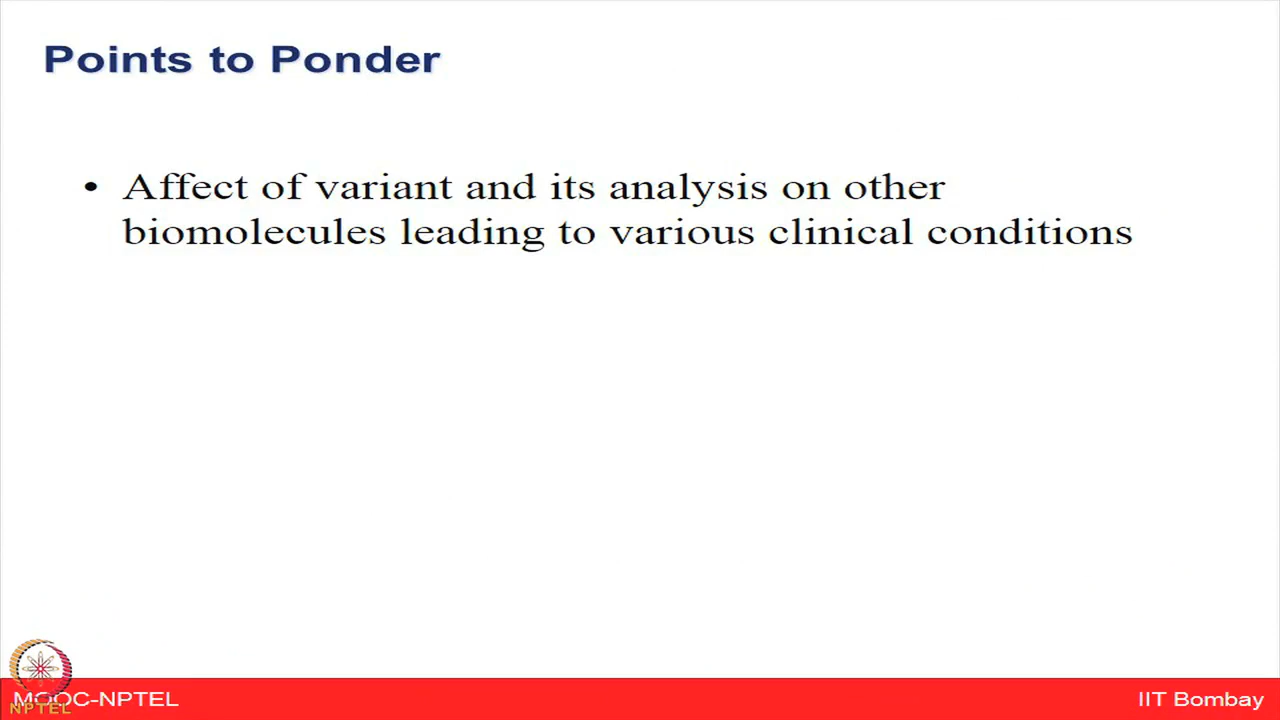 Points to Ponder
• Affect of variant and its analysis on other
biomolecules leading to various clinical conditions
MOOC-NPTEL
NPTEL
IIT Bombay